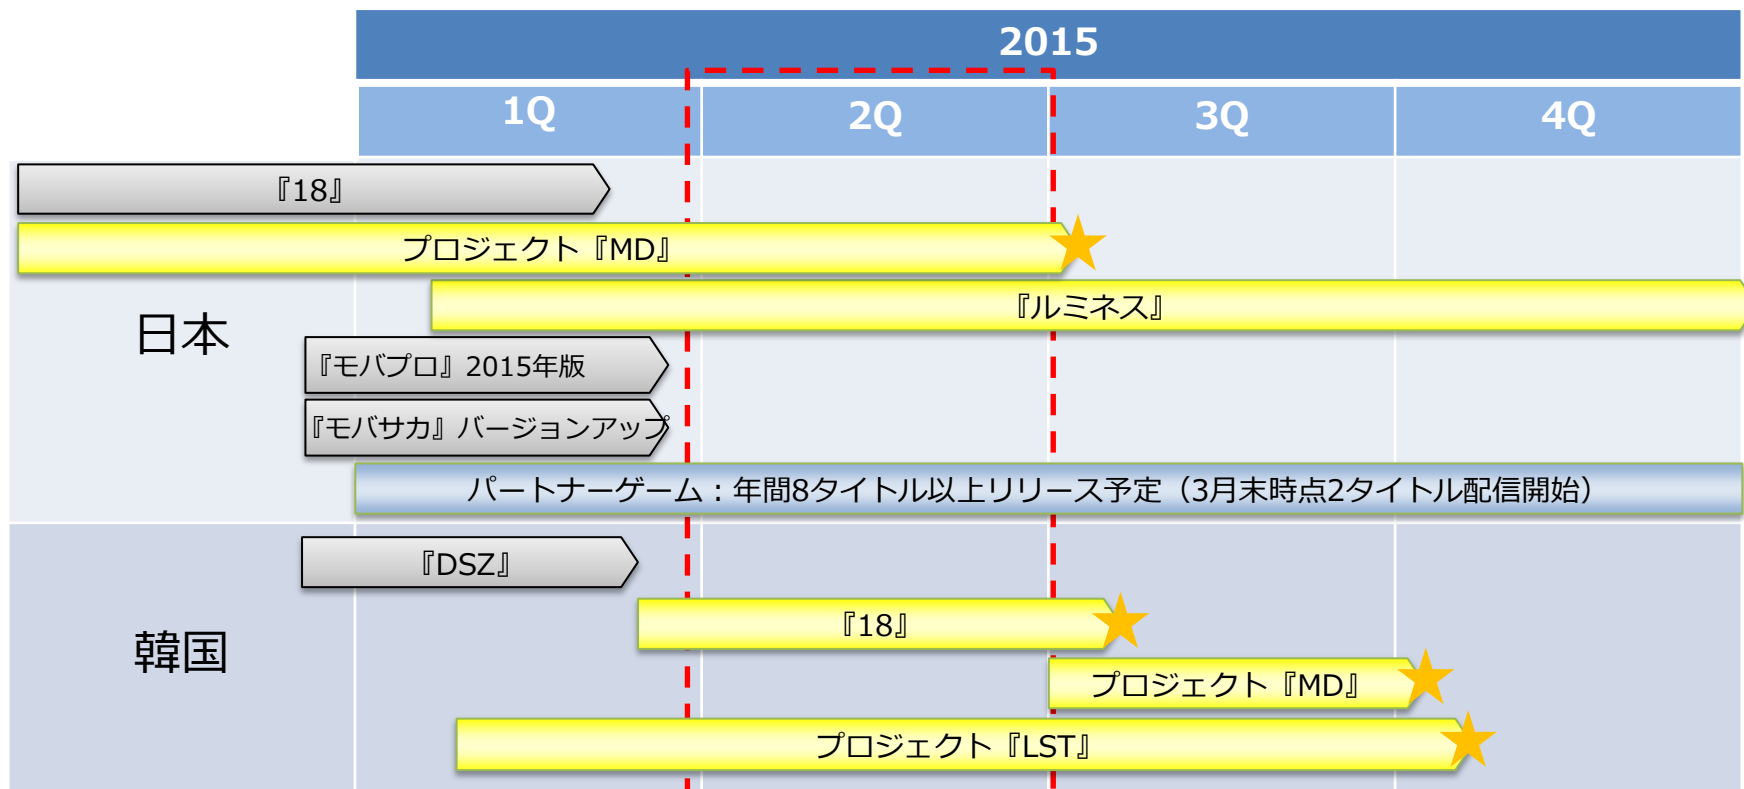 2015
1Q
2Q
3Q
4Q
日本
『18』
プロジェクト『MD』
『ルミネス』
『モバプロ』2015年版
『モバサカ』バージョンアップ
パートナーゲーム：年間8タイトル以上リリース予定（3月末時点2タイトル配信開始）
韓国
『DSZ』
『18』
プロジェクト『MD』
プロジェクト『LST』